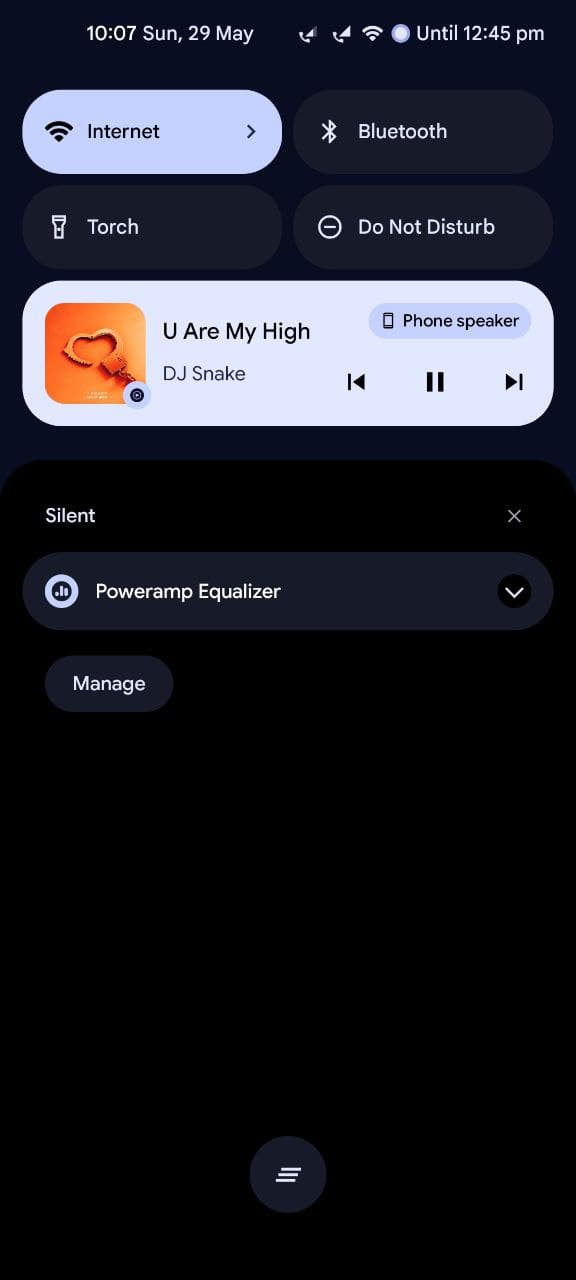 10:07 Sun, 29 May Until 12:45 pm
Internet
Bluetooth
Torch
Do Not Disturb
U Are My High
Phone speaker
DJ Snake
Silent
Poweramp Equalizer
Manage